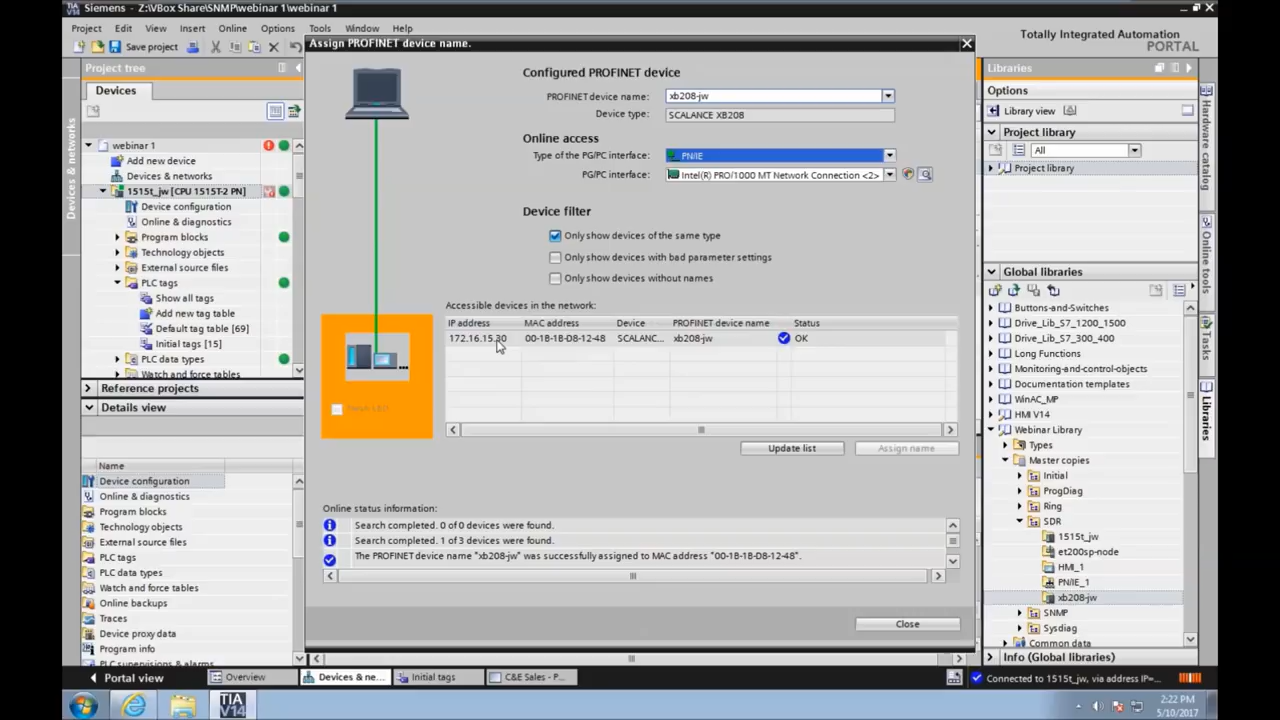 Siemens - Z:\VBox Share\SNMP\webinar 1\webinar 1
TIA
V14
Project Edit View Insert Online Options Tools Window Help
Save project
Totally Integrated Automation
PORTAL
Project tree
Devices
Devices & networks
webinar 1
Add new device
Devices & networks
1515t_jw [CPU 1515T-2 PN]
Device configuration
Online & diagnostics
Program blocks
Technology objects
External source files
PLC tags
Show all tags
Add new tag table
Default tag table [69]
Initial tags [15]
PLC data types
Watch and force tables
Reference projects
Details view
Name
Device configuration
Online & diagnostics
Program blocks
Technology objects
External source files
PLC tags
PLC data types
Watch and force tables
Online backups
Traces
Device proxy data
Program info
PLC supervisions & alarms
Assign PROFINET device name.
Configured PROFINET device
PROFINET device name: xb208-jw
Device type: SCALANCE XB208
Online access
Type of the PG/PC interface: PN/IE
PG/PC interface: Intel(R) PRO/1000 MT Network Connection <2>
Device filter
Only show devices of the same type
Only show devices with bad parameter settings
Only show devices without names
Accessible devices in the network:
IP address MAC address Device PROFINET device name Status
172.16.15.30 00-1B-1B-D8-12-48 SCALANC... xb208-jw OK
Update list Assign name
Online status information:
Search completed. 0 of 0 devices were found.
Search completed. 1 of 3 devices were found.
The PROFINET device name "xb208-jw" was successfully assigned to MAC address "00-1B-1B-D8-12-48".
Close
Libraries
Options
Library view
Project library
All
Project library
Global libraries
Buttons-and-Switches
Drive_Lib_S7_1200_1500
Drive_Lib_S7_300_400
Long Functions
Monitoring-and-control-objects
Documentation templates
WinAC_MP
HMI V14
Webinar Library
Types
Master copies
Initial
ProgDiag
Ring
SDR
1515t_jw
et200sp-node
HMI_1
PN/IE_1
xb208-jw
SNMP
Sysdiag
Common data
Info (Global libraries)
Hardware catalog
Online tools
Tasks
Libraries
Portal view
Overview
Devices & ne...
Initial tags
C&E Sales - P...
Connected to 1515t_jw, via address IP=...
TIA
V14
2:22 PM
5/10/2017